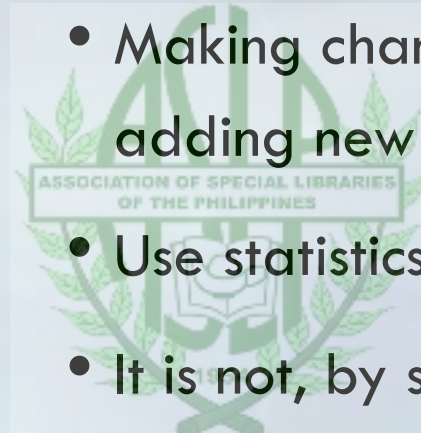 • Making char
adding new
ASSOCIATION OF SPECIAL LIBRARIES
OF THE PHILIPPINES
• Use statistics
• It is not, by s